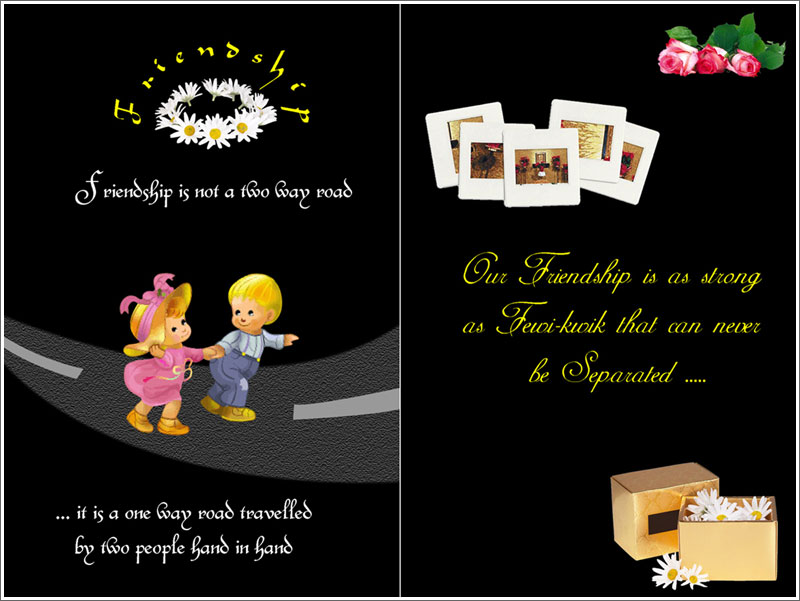 Friendship
Friendship is not a two way road
... it is a one way road travelled
by two people hand in hand
Our Friendship is as strong
as Fewi-kwik that can never
be Separated .....